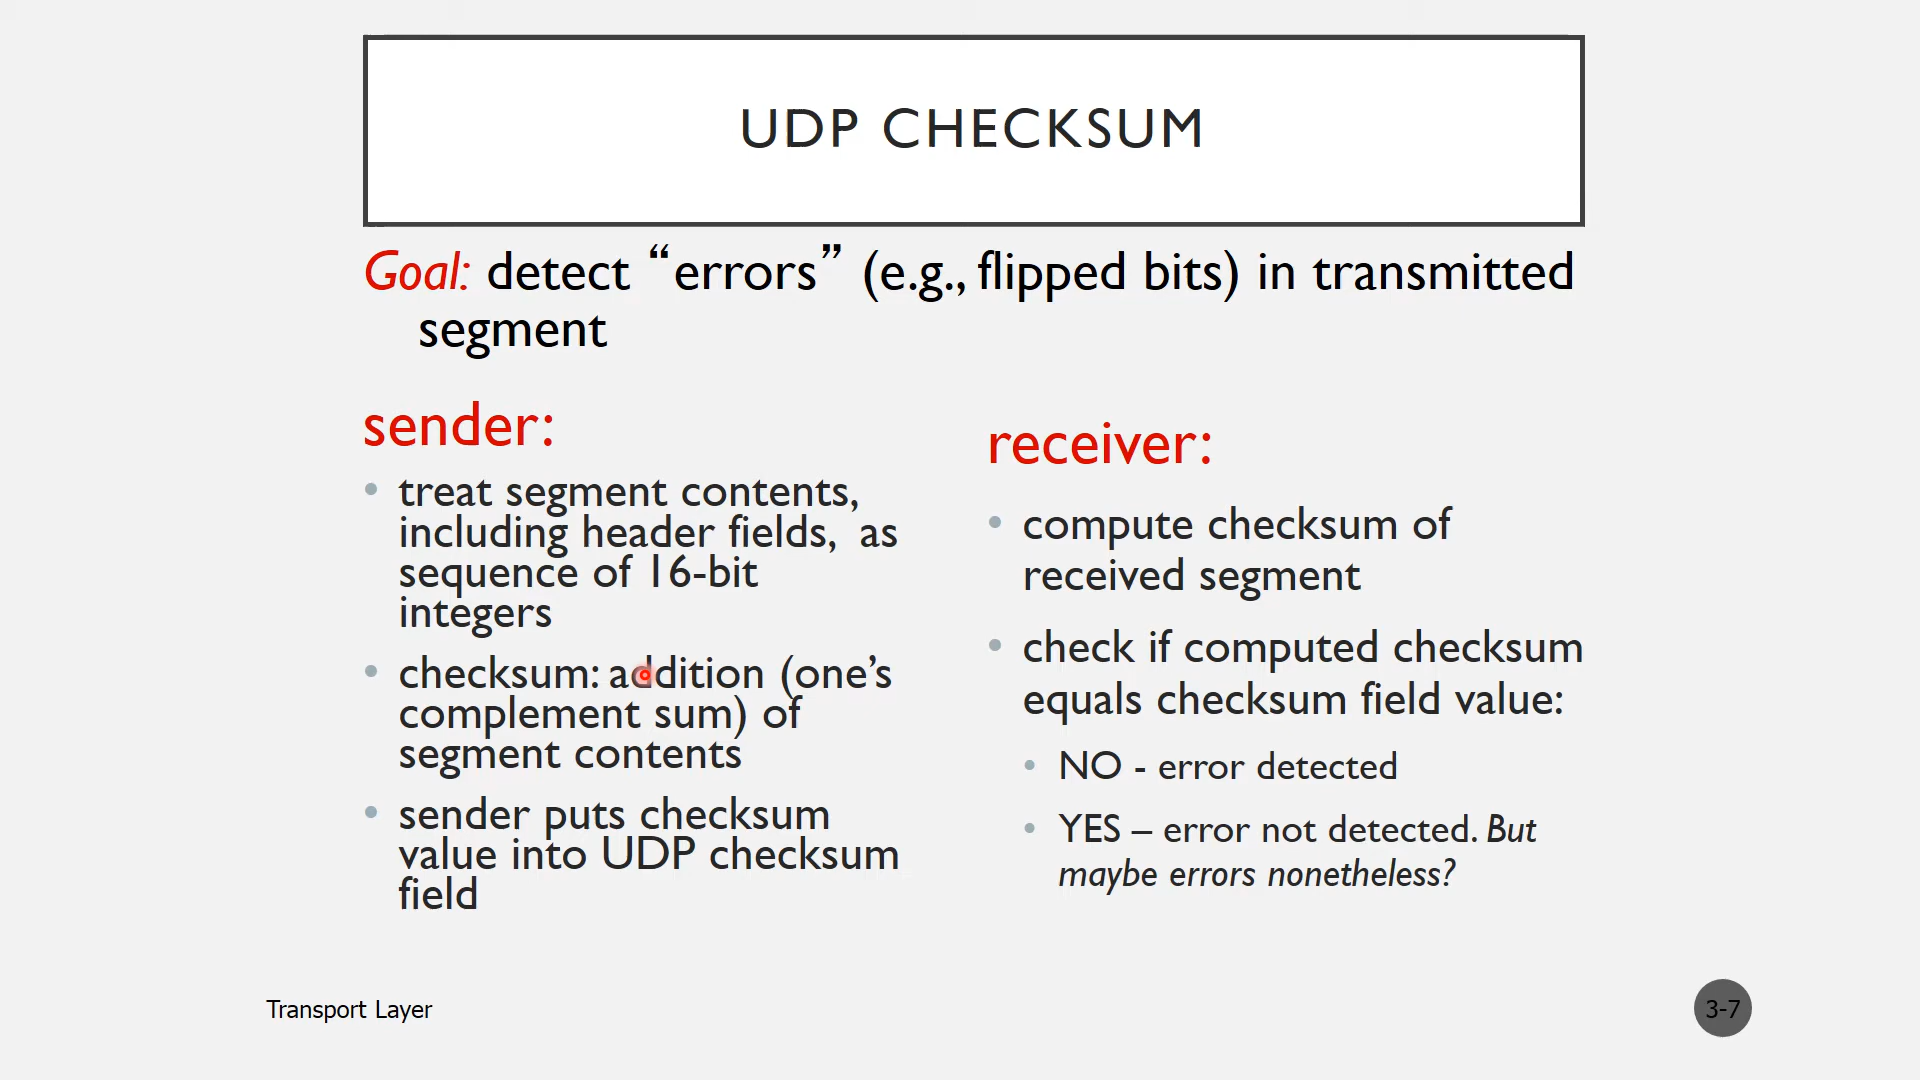 UDP CHECKSUM
Goal: detect “errors” (e.g., flipped bits) in transmitted
segment
sender:
• treat segment contents,
including header fields, as
sequence of 16-bit
integers
• checksum: addition (one’s
complement sum) of
segment contents
• sender puts checksum
value into UDP checksum
field
receiver:
• compute checksum of
received segment
• check if computed checksum
equals checksum field value:
• NO - error detected
• YES – error not detected. But
maybe errors nonetheless?
Transport Layer
3-7